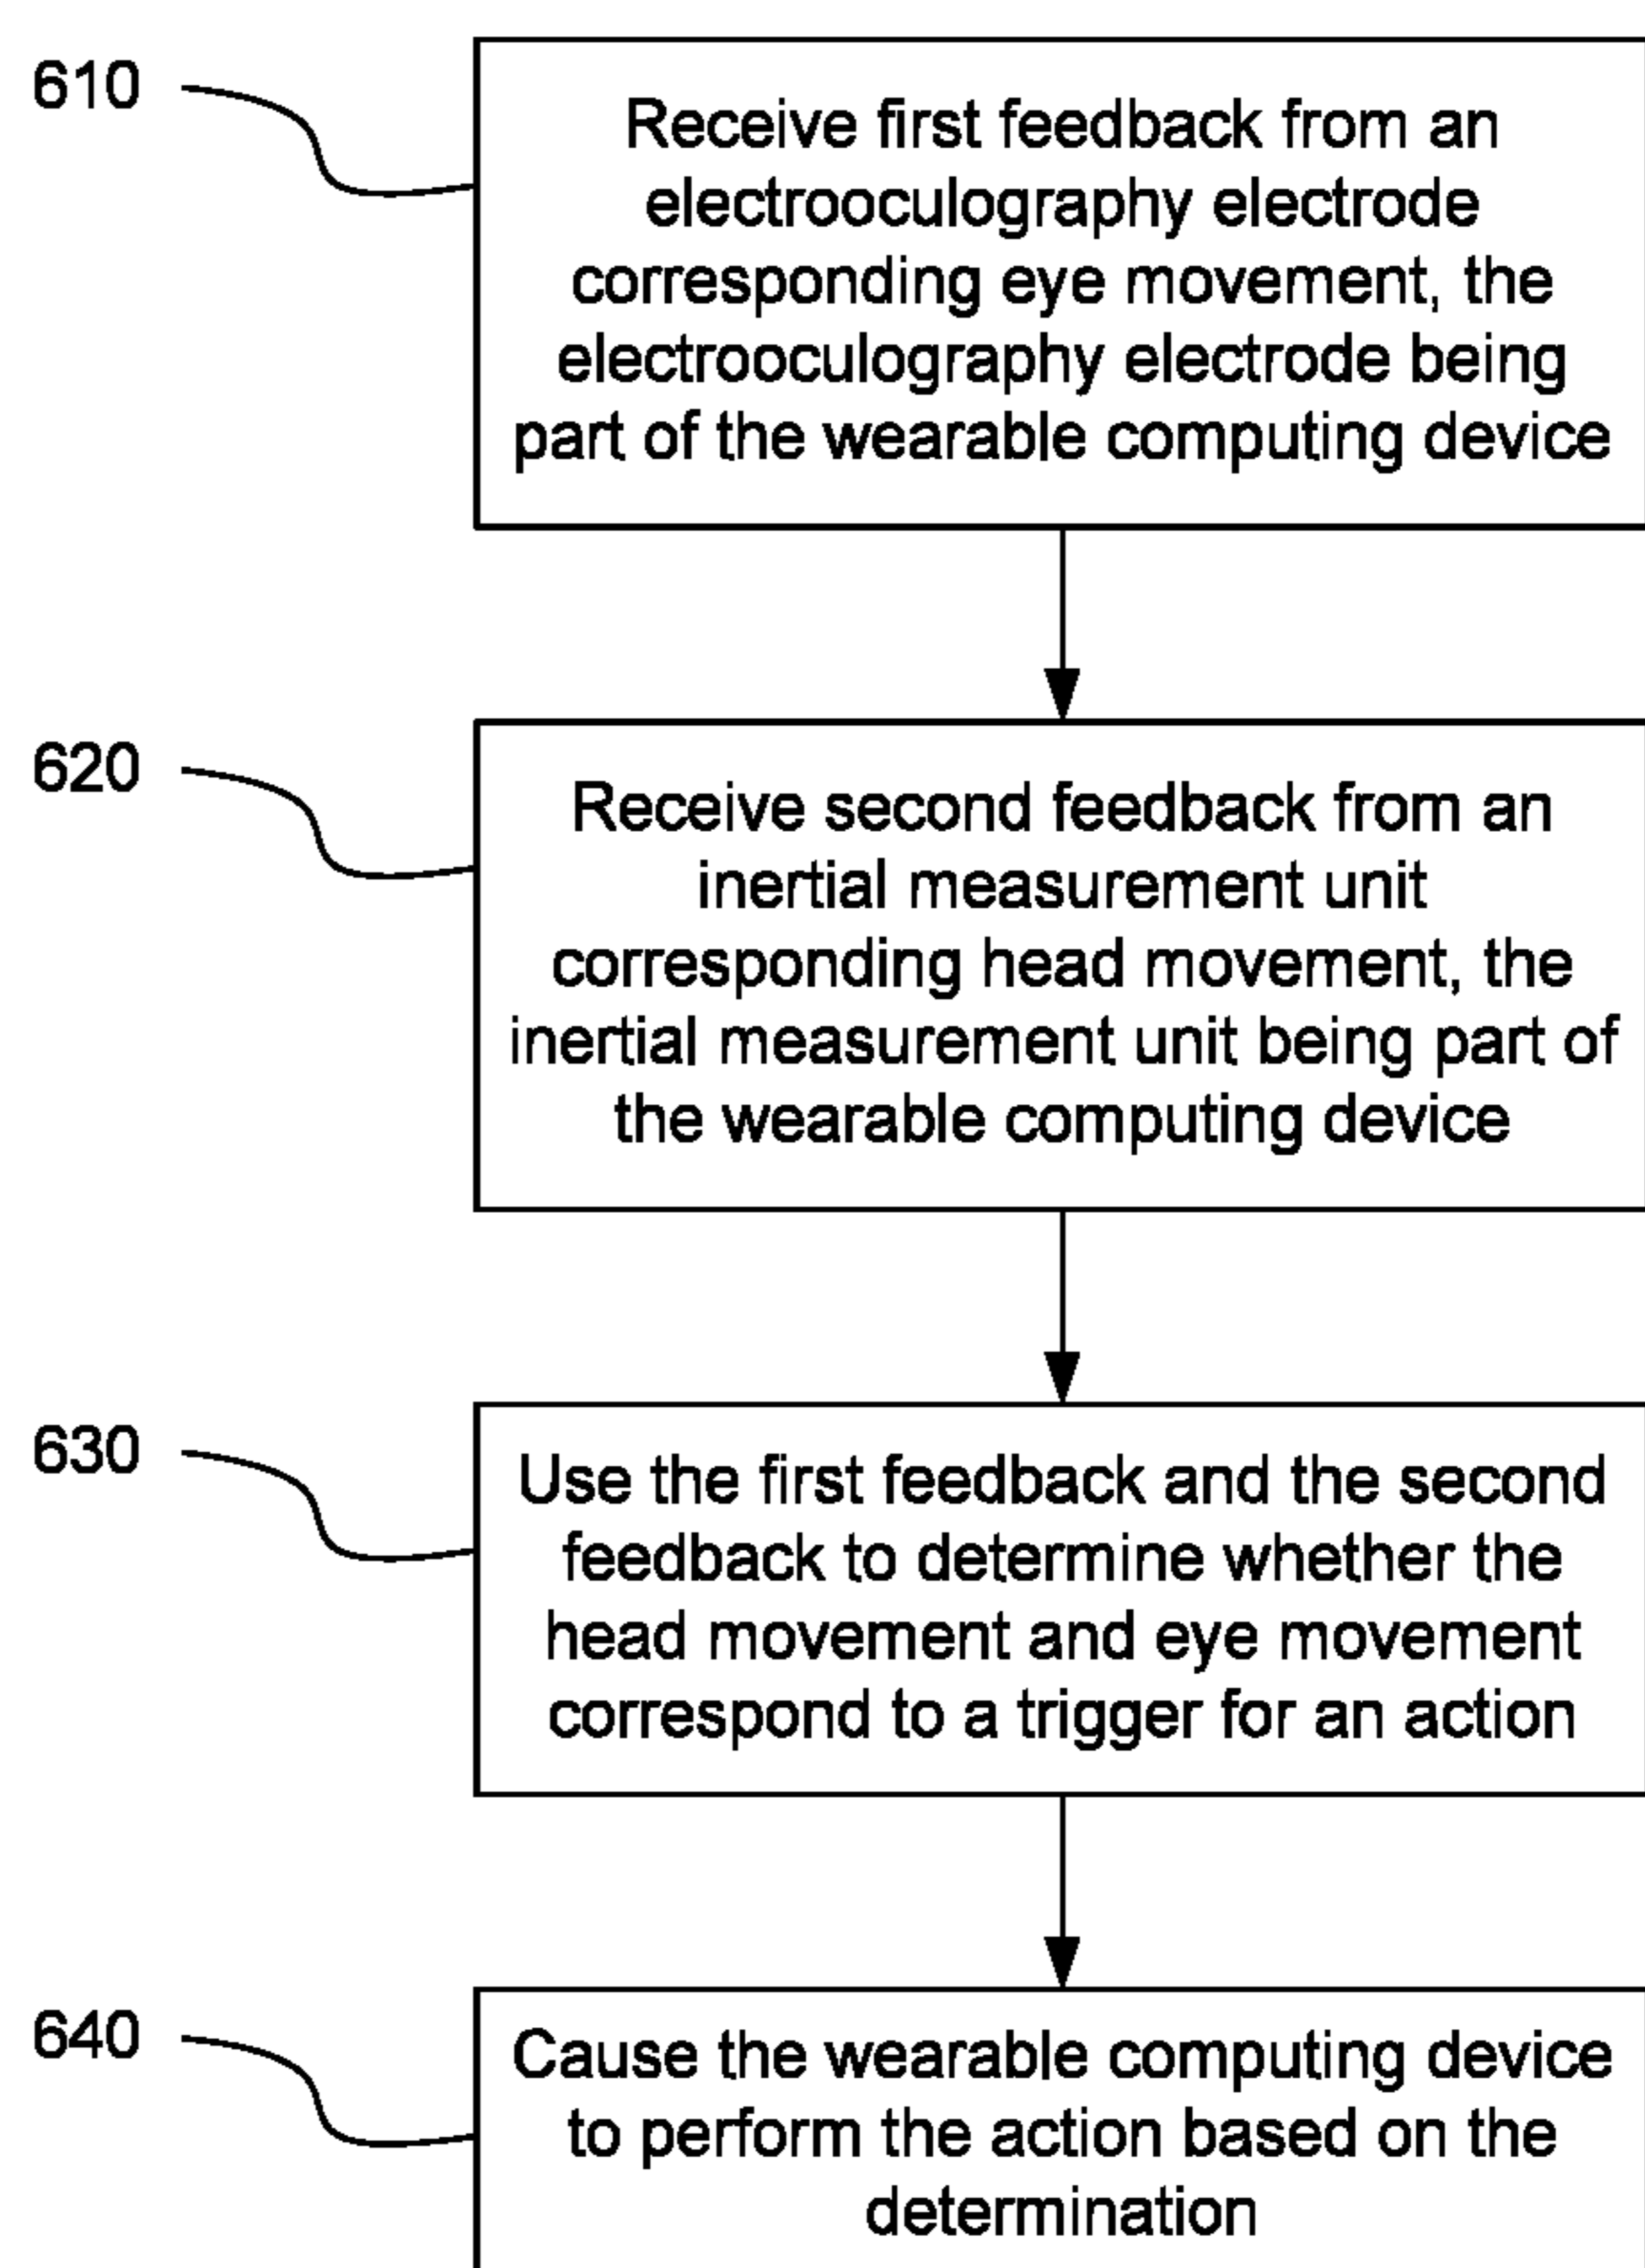 610
Receive first feedback from an
electrooculography electrode
corresponding eye movement, the
electrooculography electrode being
part of the wearable computing device
620
Receive second feedback from an
inertial measurement unit
corresponding head movement, the
inertial measurement unit being part of
the wearable computing device
630
Use the first feedback and the second
feedback to determine whether the
head movement and eye movement
correspond to a trigger for an action
640
Cause the wearable computing device
to perform the action based on the
determination